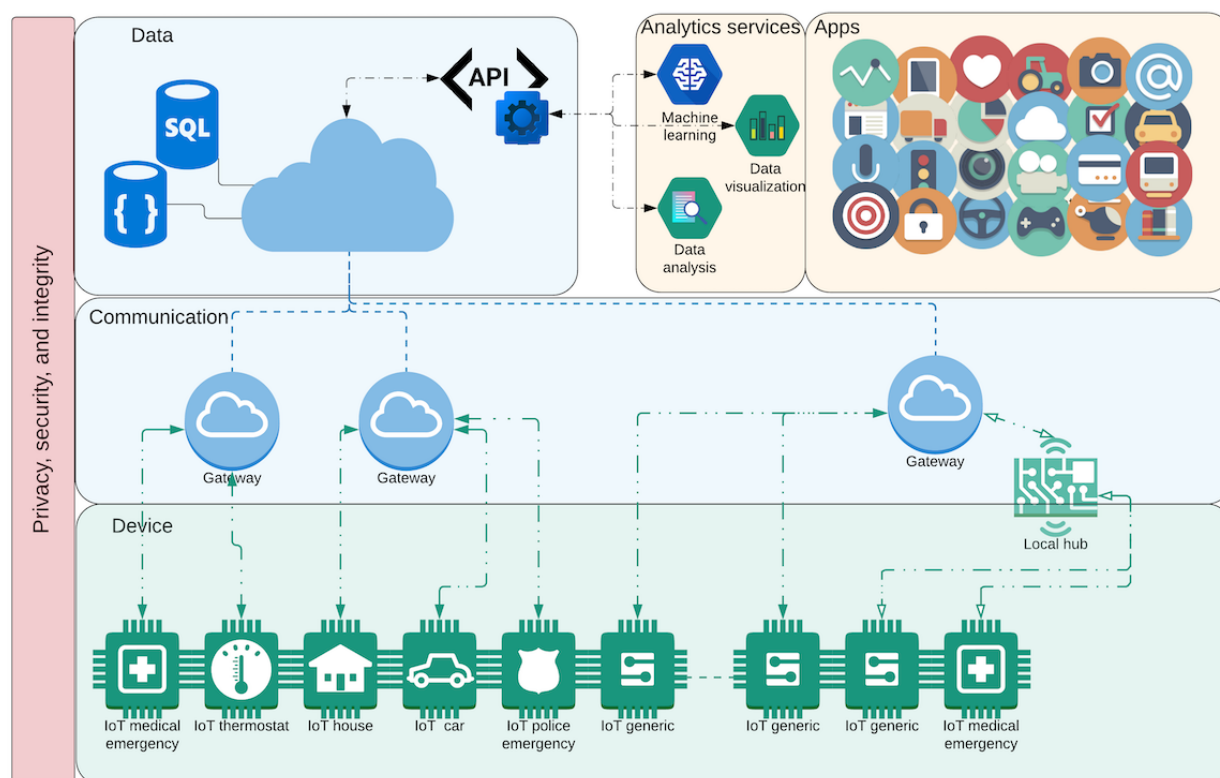 Privacy, security, and integrity
Data
SQL
{ }
API
Analytics services
Machine
learning
Data
visualization
Data
analysis
Apps
@
Communication
Gateway
Gateway
Gateway
Local hub
Device
IoT medical
emergency
IoT thermostat
IoT house
IoT car
IoT police
emergency
IoT generic
IoT generic
IoT generic
IoT medical
emergency